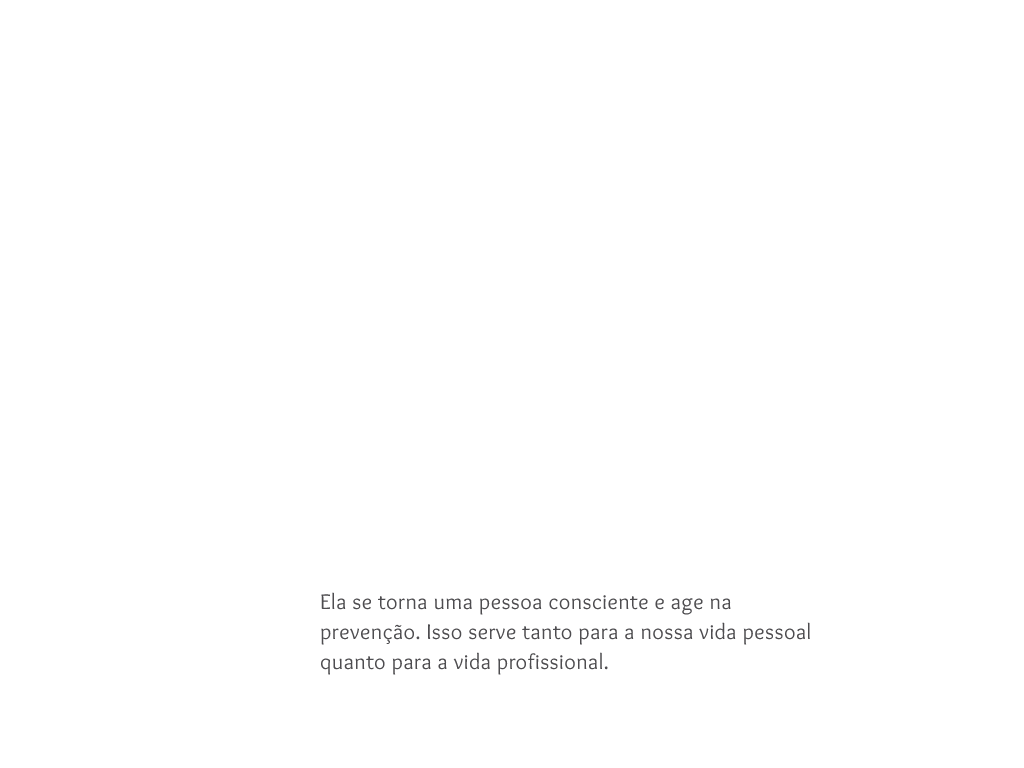 Ela se torna uma pessoa consciente e age na
prevenção. Isso serve tanto para a nossa vida pessoal
quanto para a vida profissional.